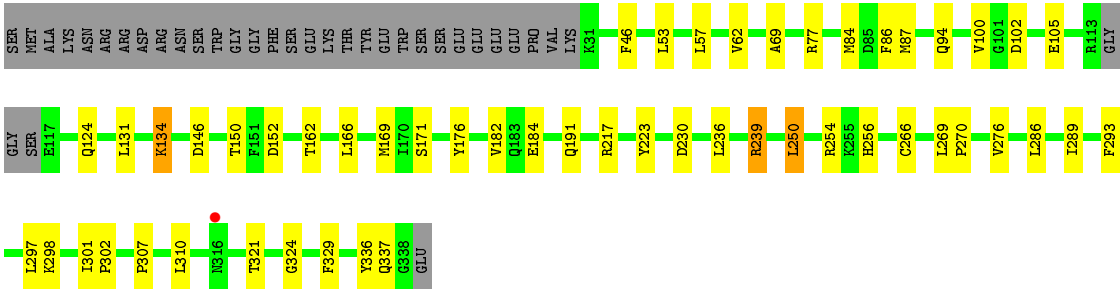 SER MET ALA LYS ASN ARG ARG ASP ARG ASN SER TRP GLY GLY PHE SER GLU LYS THR TYR GLU TRP SER SER GLU GLU GLU GLU PRO VAL LYS K31 F46 L53 L57 V62 A69 R77 M84 D85 F86 M87 Q94 V100 G101 D102 E105 R113 GLY
GLY SER E117 Q124 L131 K134 D146 T150 F151 D152 T162 L166 M169 I170 S171 Y176 V182 Q183 E184 Q191 R217 Y223 D230 L236 R239 L250 R254 K255 H256 C266 L269 P270 V276 L286 I289 F293
L297 K298 I301 P302 P307 L310 N316 T321 G324 F329 Y336 Q337 G338 GLU